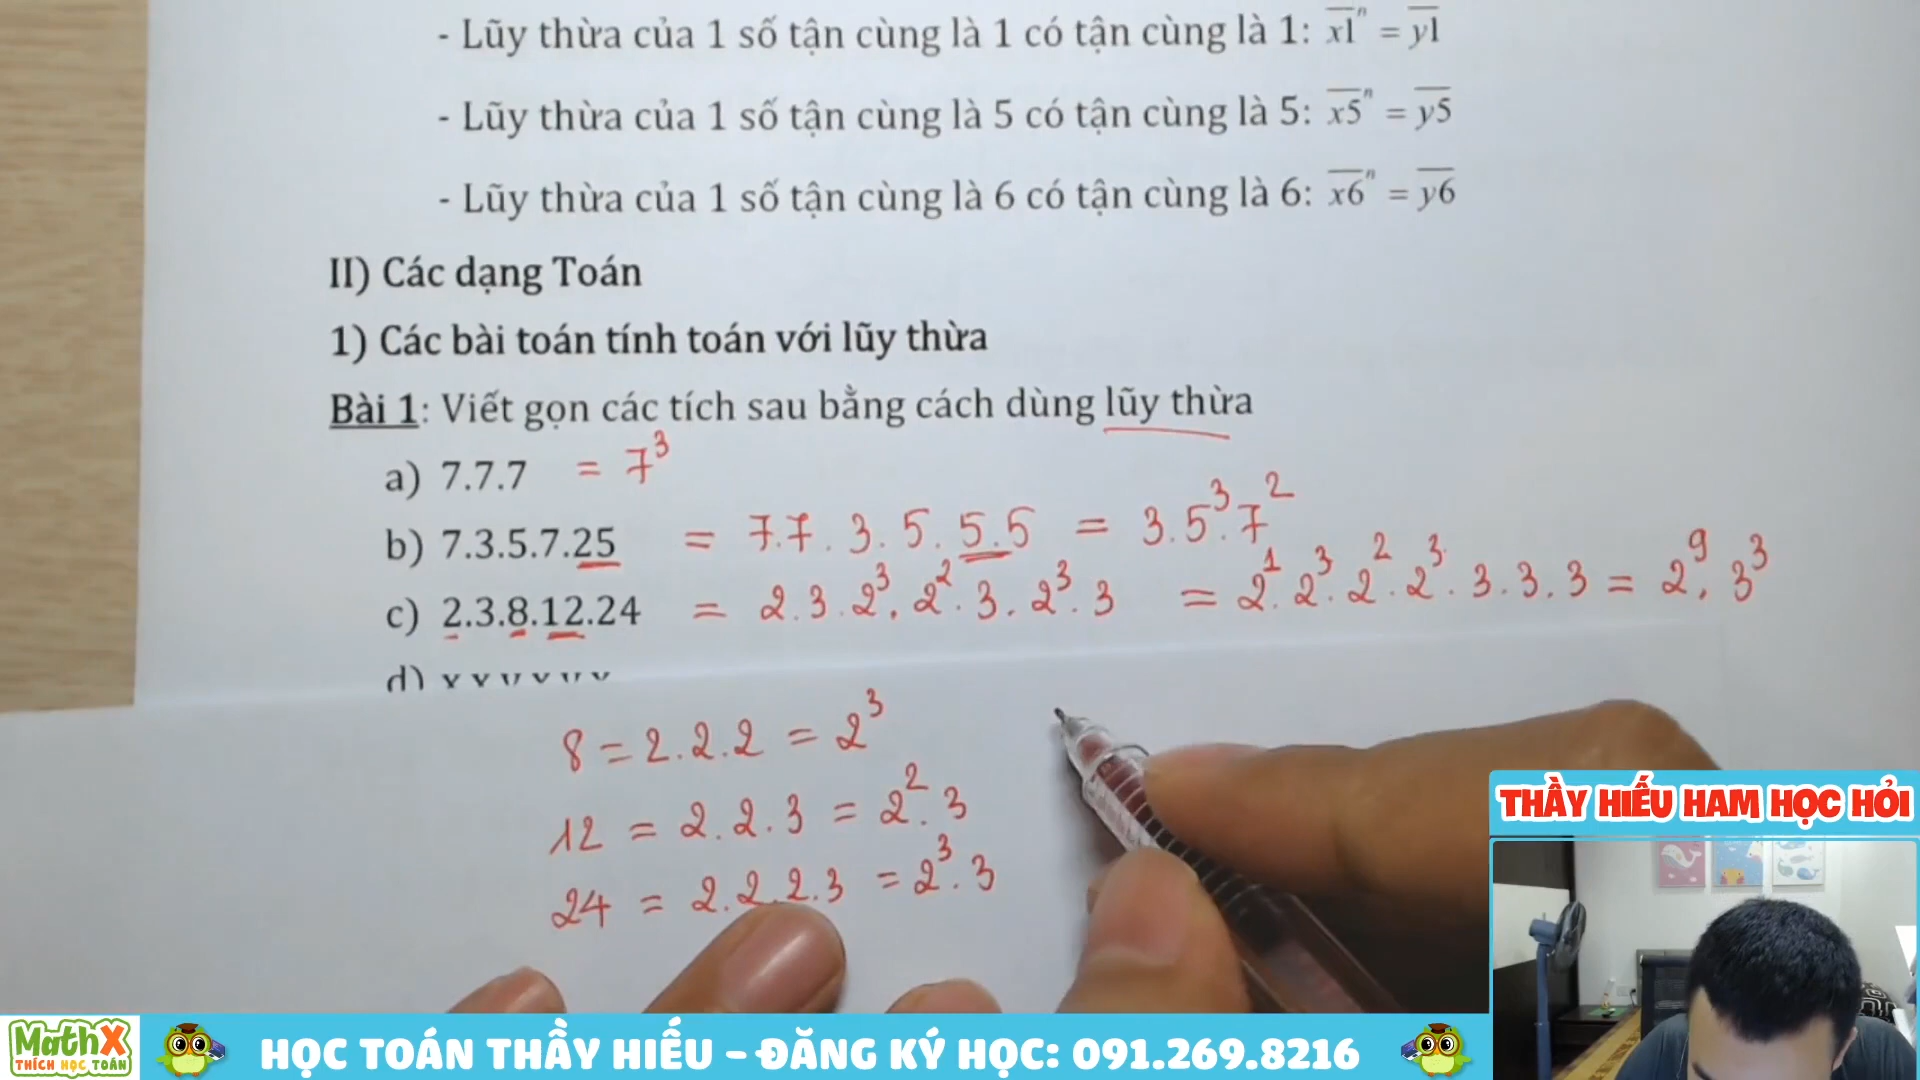 - Lũy thừa của 1 số tận cùng là 1 có tận cùng là 1: x1ⁿ = y1
- Lũy thừa của 1 số tận cùng là 5 có tận cùng là 5: x5ⁿ = y5
- Lũy thừa của 1 số tận cùng là 6 có tận cùng là 6: x6ⁿ = y6
II) Các dạng Toán
1) Các bài toán tính toán với lũy thừa
Bài 1: Viết gọn các tích sau bằng cách dùng lũy thừa
a) 7.7.7 = 7³
b) 7.3.5.7.25 = 7.7.3.5.5.5 = 3.5³.7²
c) 2.3.8.12.24 = 2.3.2³.2².3.2³.3 = 2¹.2³.2².2³.3.3.3 = 2⁹.3³
8 = 2.2.2 = 2³
12 = 2.2.3 = 2².3
24 = 2.2.2.3 = 2³.3
THẦY HIẾU HAM HỌC HỎI
MathX
THÍCH HỌC TOÁN
HỌC TOÁN THẦY HIẾU - ĐĂNG KÝ HỌC: 091.269.8216